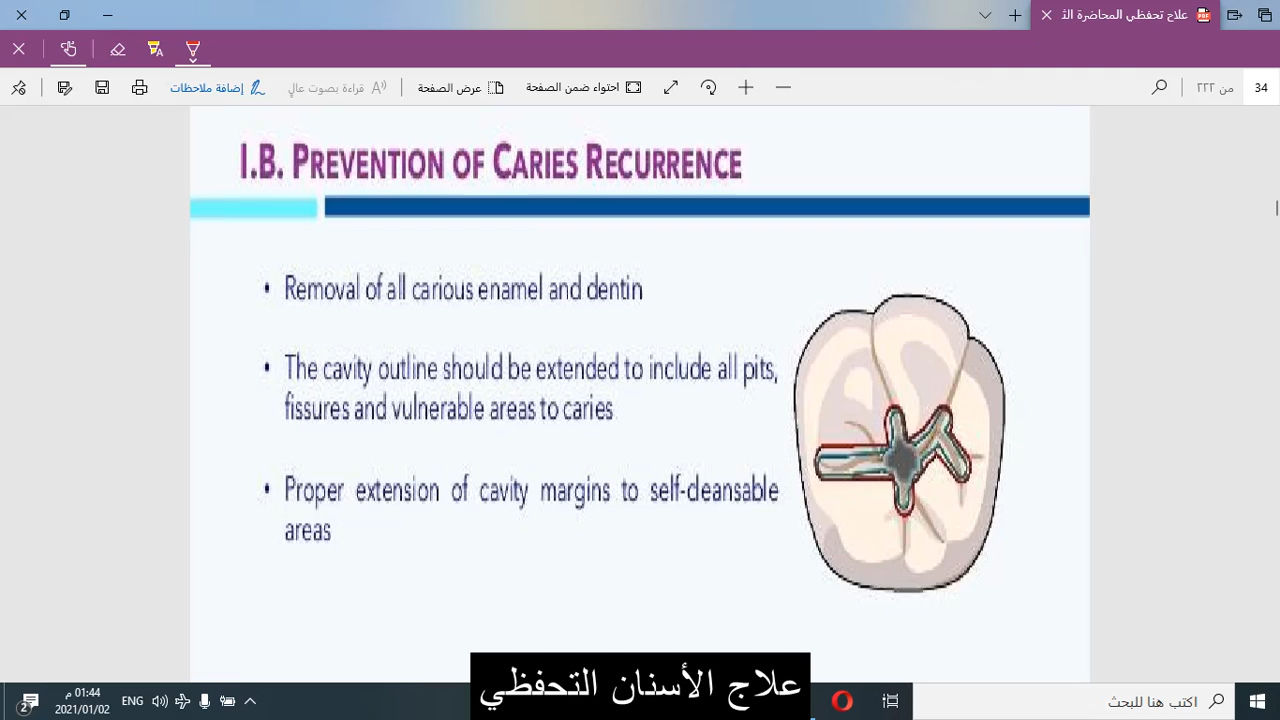 علاج تحفظي المحاضرة الث
34
من ٢٢٢
احتواء ضمن الصفحة
عرض الصفحة
قراءة بصوت عالٍ
إضافة ملاحظات
I.B. PREVENTION OF CARIES RECURRENCE
• Removal of all carious enamel and dentin
• The cavity outline should be extended to include all pits,
fissures and vulnerable areas to caries
• Proper extension of cavity margins to self-cleansable
areas
علاج الأسنان التحفظي
اكتب هنا للبحث
ENG
01:44 م
2021/01/02
2